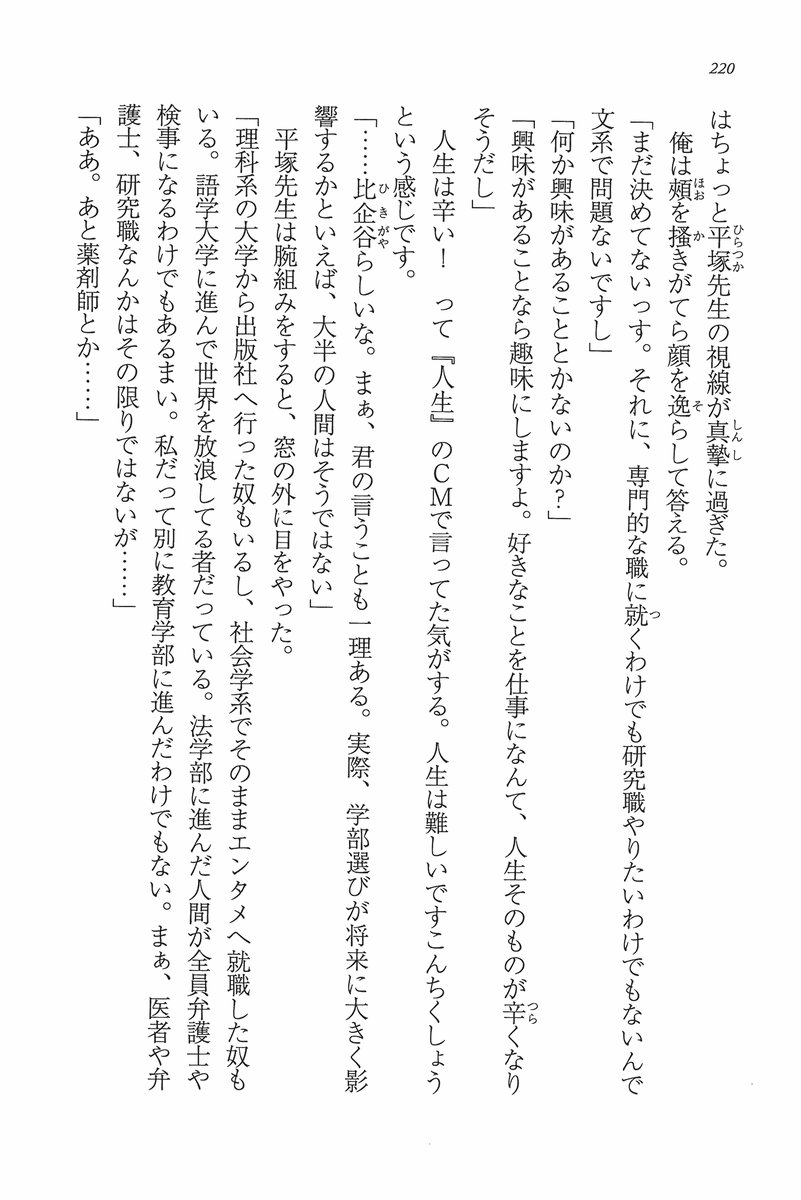 220
はちょっと平塚先生の視線が真摯に過ぎた。
　俺は頬を掻きがてら顔を逸らして答える。
「まだ決めてないっす。それに、専門的な職に就くわけでも研究職やりたいわけでもないんで
文系で問題ないですし」
「何か興味があることとかないのか?」
「興味があることなら趣味にしますよ。好きなことを仕事になんて、人生そのものが辛くなり
そうだし」
　人生は辛い!　って『人生』のCMで言ってた気がする。人生は難しいですこんちくしょう
という感じです。
「……比企谷らしいな。まぁ、君の言うことも一理ある。実際、学部選びが将来に大きく影
響するかといえば、大半の人間はそうではない」
　平塚先生は腕組みをすると、窓の外に目をやった。
「理科系の大学から出版社へ行った奴もいるし、社会学系でそのままエンタメへ就職した奴も
いる。語学大学に進んで世界を放浪してる者だっている。法学部に進んだ人間が全員弁護士や
検事になるわけでもあるまい。私だって別に教育学部に進んだわけでもない。まぁ、医者や弁
護士、研究職なんかはその限りではないが……」
「ああ。あと薬剤師とか……」